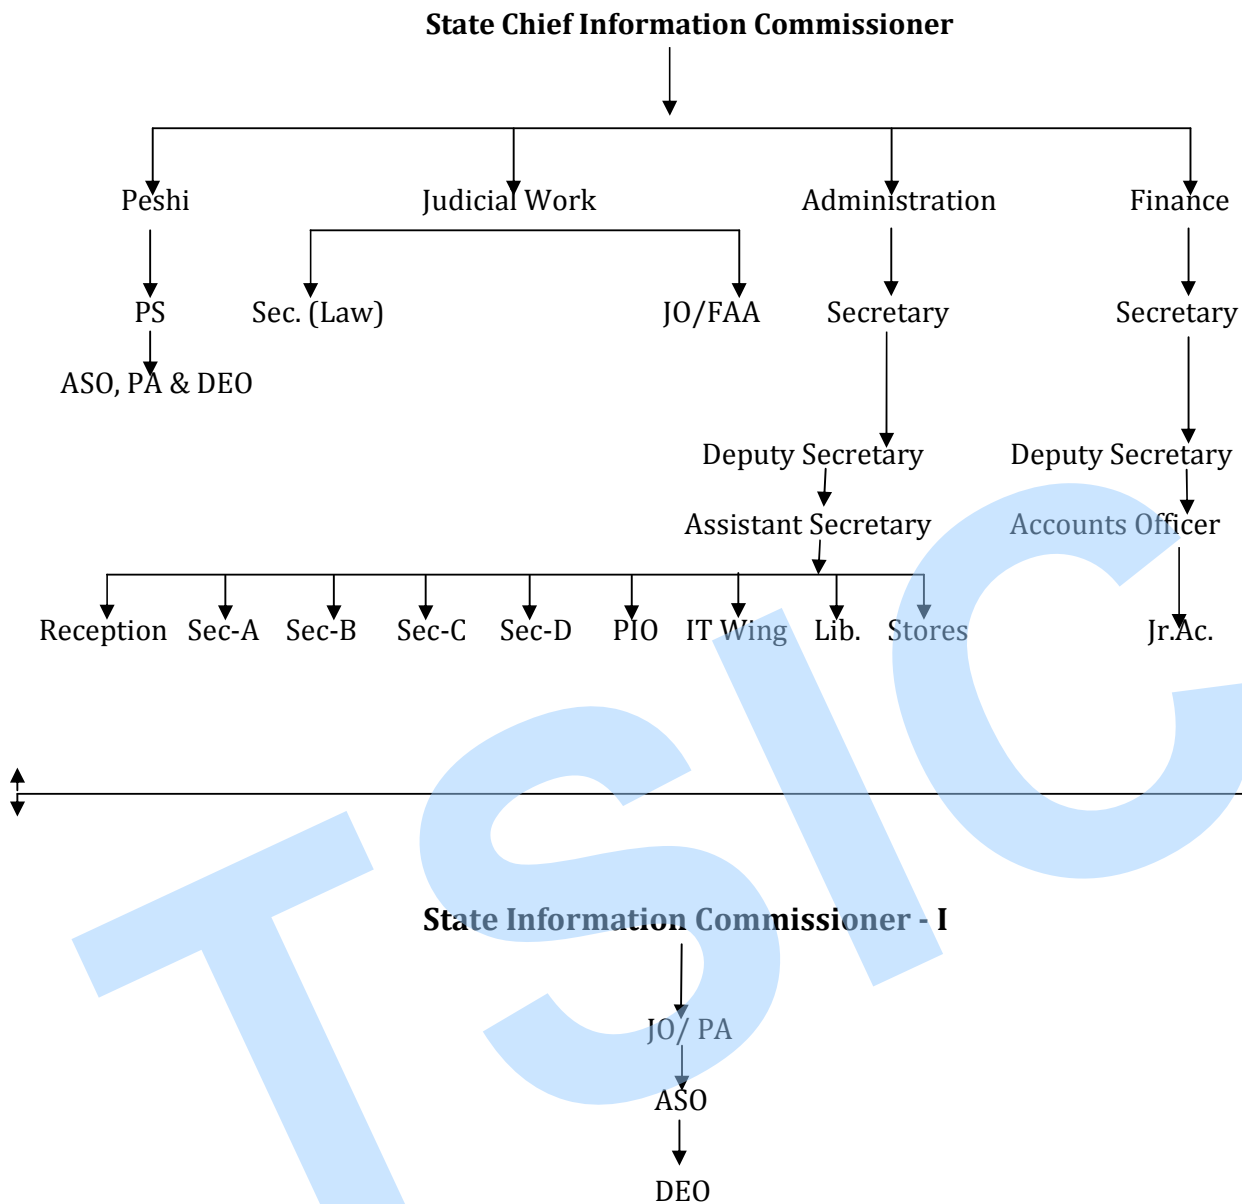 State Chief Information Commissioner
Peshi Judicial Work Administration Finance
PS Sec. (Law) JO/FAA Secretary Secretary
ASO, PA & DEO
Deputy Secretary Deputy Secretary
Assistant Secretary Accounts Officer
Reception Sec-A Sec-B Sec-C Sec-D PIO IT Wing Lib. Stores Jr.Ac.
State Information Commissioner - I
JO/ PA
ASO
DEO
TSIC